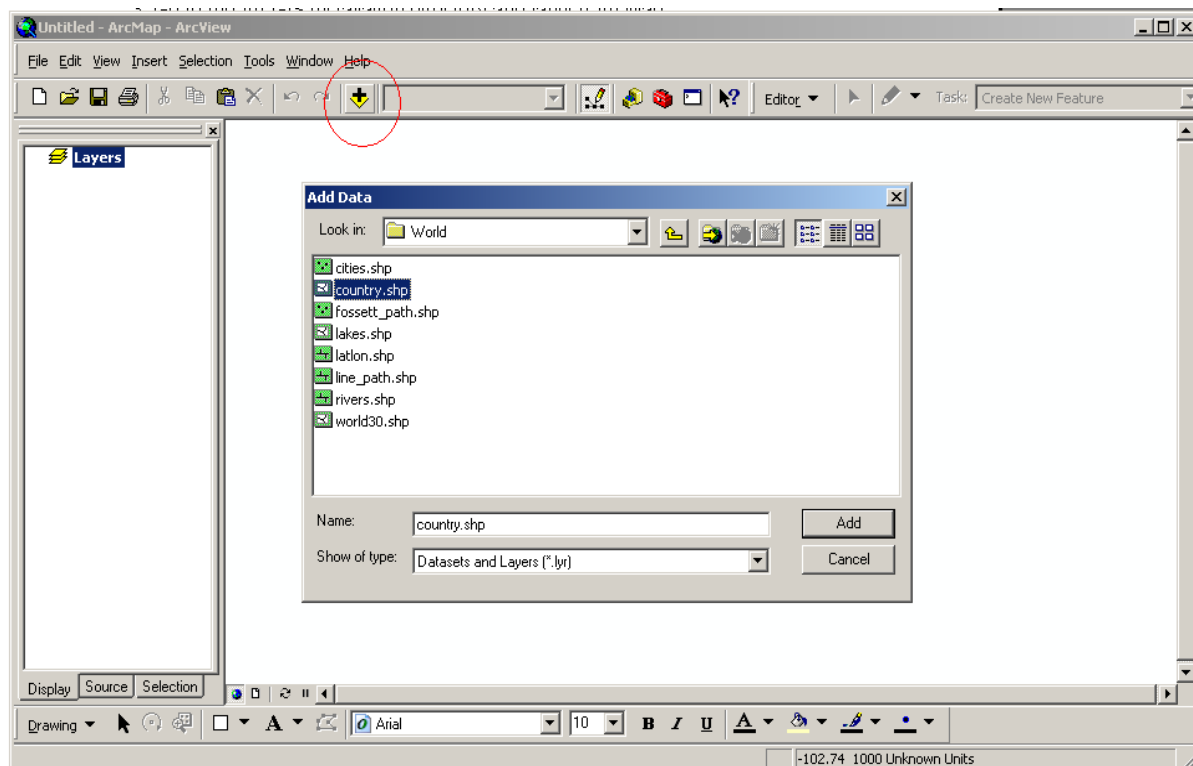 Untitled - ArcMap - ArcView
File Edit View Insert Selection Tools Window Help
Editor Task: Create New Feature
Layers
Add Data
Look in: World
cities.shp
country.shp
fossett_path.shp
lakes.shp
latlon.shp
line_path.shp
rivers.shp
world30.shp
Name: country.shp Add
Show of type: Datasets and Layers (*.lyr) Cancel
Display Source Selection
Drawing A Arial 10 B I U A
-102.74 1000 Unknown Units